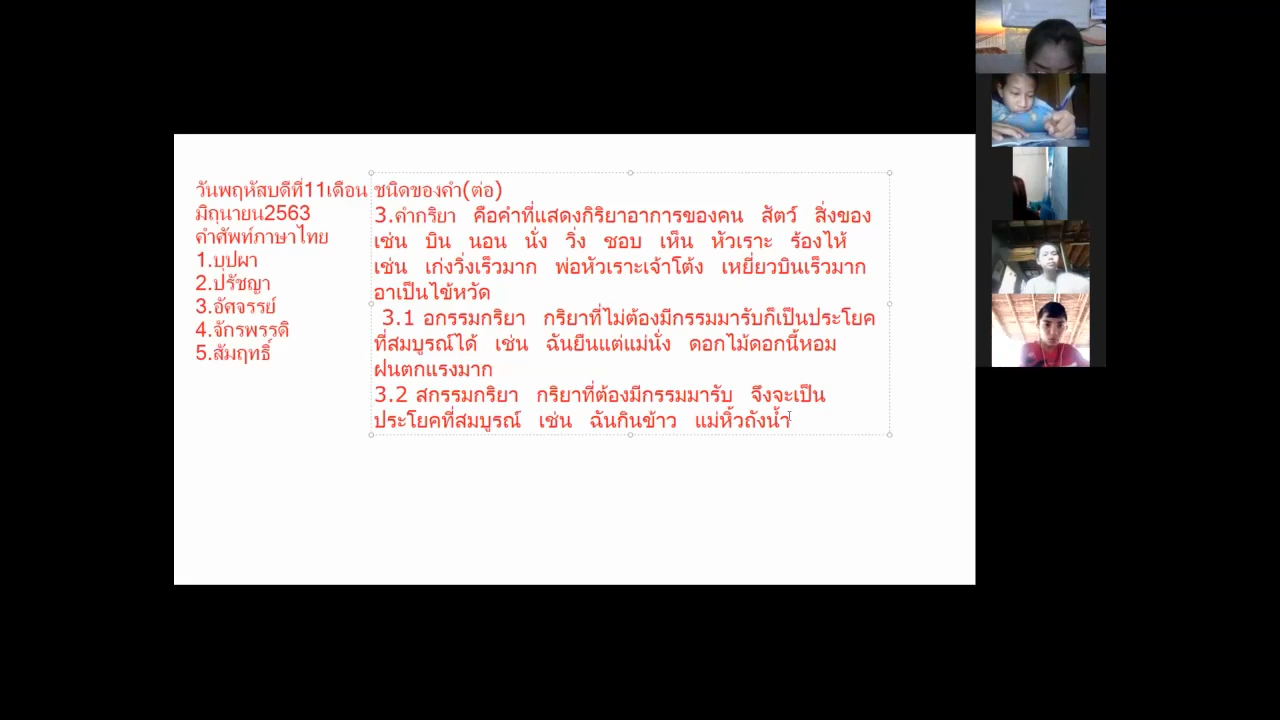 วันพฤหัสบดีที่11เดือน
มิถุนายน2563
คำศัพท์ภาษาไทย
1.บุปผา
2.ปรัชญา
3.อัศจรรย์
4.จักรพรรดิ
5.สัมฤทธิ์
ชนิดของคำ(ต่อ)
3.คำกริยา คือคำที่แสดงกิริยาอาการของคน สัตว์ สิ่งของ
เช่น บิน นอน นั่ง วิ่ง ชอบ เห็น หัวเราะ ร้องไห้
เช่น เก่งวิ่งเร็วมาก พ่อหัวเราะเจ้าโต้ง เหยี่ยวบินเร็วมาก
อาเป็นไข้หวัด
3.1 อกรรมกริยา กริยาที่ไม่ต้องมีกรรมมารับก็เป็นประโยค
ที่สมบูรณ์ได้ เช่น ฉันยืนแต่แม่นั่ง ดอกไม้ดอกนี้หอม
ฝนตกแรงมาก
3.2 สกรรมกริยา กริยาที่ต้องมีกรรมมารับ จึงจะเป็น
ประโยคที่สมบูรณ์ เช่น ฉันกินข้าว แม่หิ้วถังน้ำ